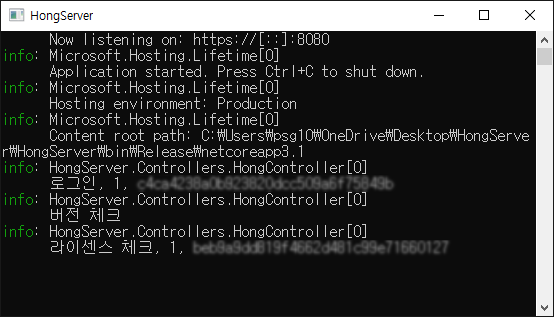 HongServer
Now listening on: https://[::]:8080
info: Microsoft.Hosting.Lifetime[0]
Application started. Press Ctrl+C to shut down.
info: Microsoft.Hosting.Lifetime[0]
Hosting environment: Production
info: Microsoft.Hosting.Lifetime[0]
Content root path: C:₩Users₩psg10₩OneDrive₩Desktop₩HongServe
r₩HongServer₩bin₩Release₩netcoreapp3.1
info: HongServer.Controllers.HongController[0]
로그인, 1,
info: HongServer.Controllers.HongController[0]
버전 체크
info: HongServer.Controllers.HongController[0]
라이센스 체크, 1,